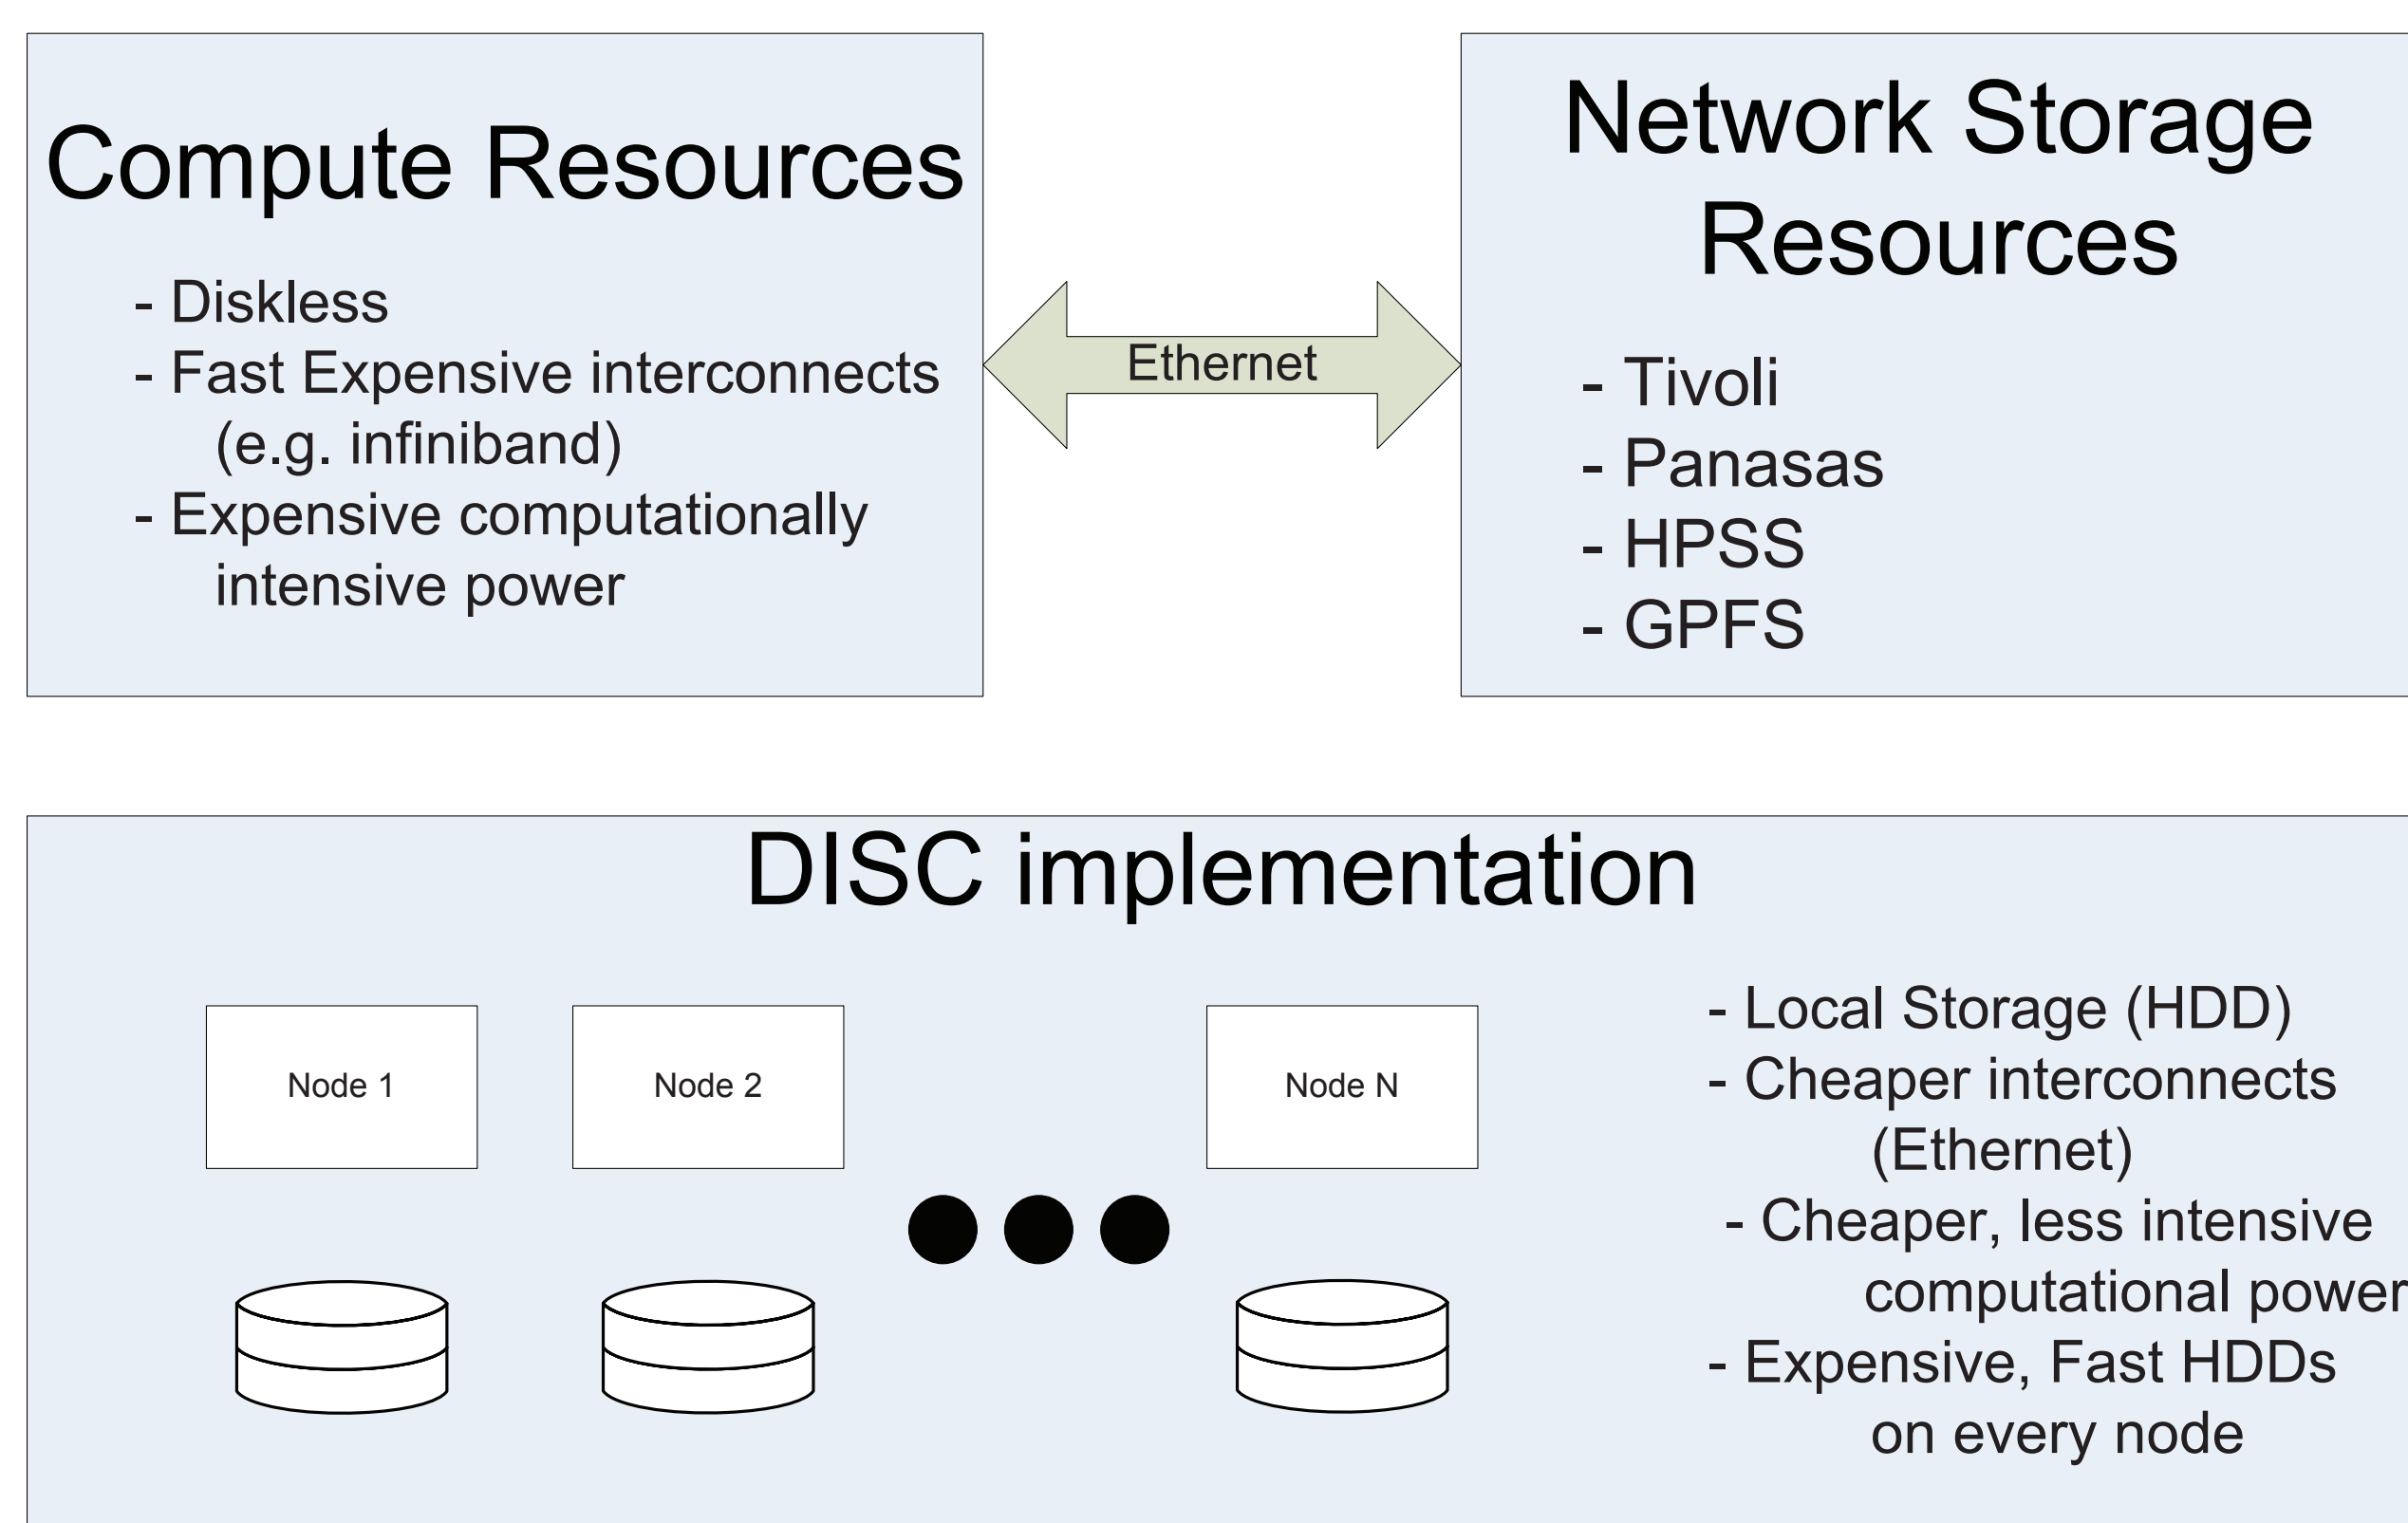 Compute Resources
- Diskless
- Fast Expensive interconnects
(e.g. infiniband)
- Expensive computationally
intensive power
Ethernet
Network Storage
Resources
- Tivoli
- Panasas
- HPSS
- GPFS
DISC implementation
Node 1
Node 2
Node N
- Local Storage (HDD)
- Cheaper interconnects
(Ethernet)
- Cheaper, less intensive
computational power
- Expensive, Fast HDDs
on every node